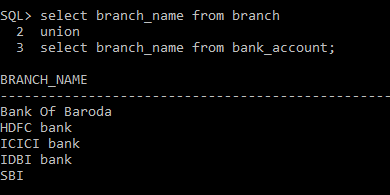 SQL> select branch_name from branch
2 union
3 select branch_name from bank_account;
BRANCH_NAME
--------------------------------------------------
Bank Of Baroda
HDFC bank
ICICI bank
IDBI bank
SBI